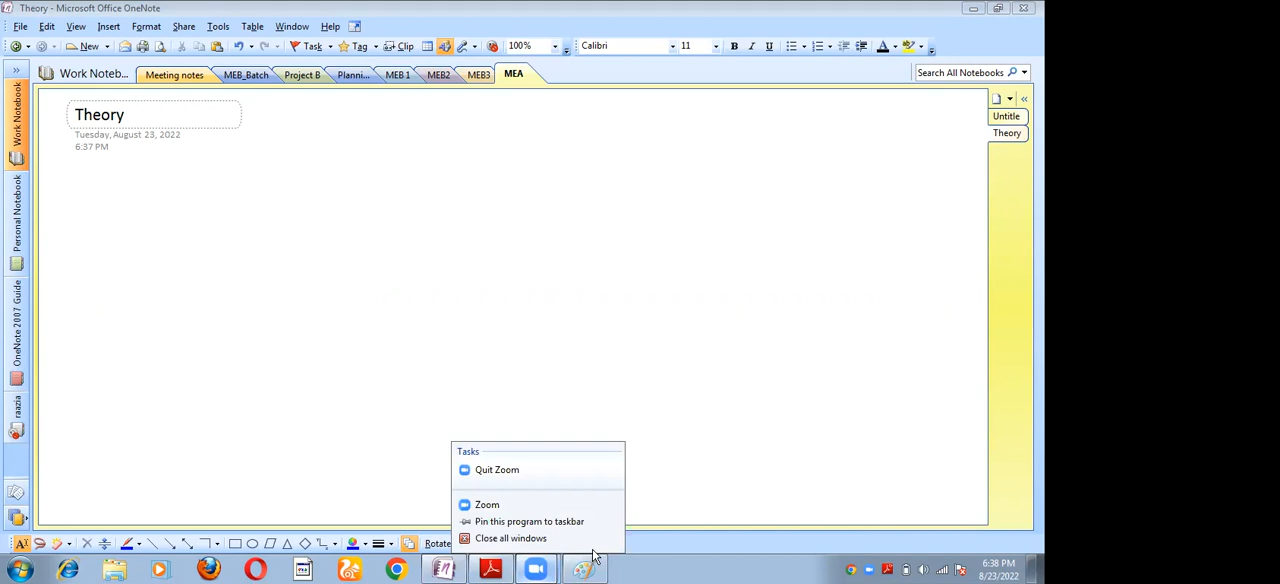 Theory - Microsoft Office OneNote
File Edit View Insert Format Share Tools Table Window Help
New Task Tag Clip 100% Calibri 11 B I U A
Work Noteb... Meeting notes MEB_Batch Project B Planni... MEB 1 MEB2 MEB3 MEA Search All Notebooks
Work Notebook
Personal Notebook
OneNote 2007 Guide
raazia
Theory
Tuesday, August 23, 2022
6:37 PM
Untitle
Theory
Tasks
Quit Zoom
Zoom
Pin this program to taskbar
Close all windows
Rotate
6:38 PM
8/23/2022